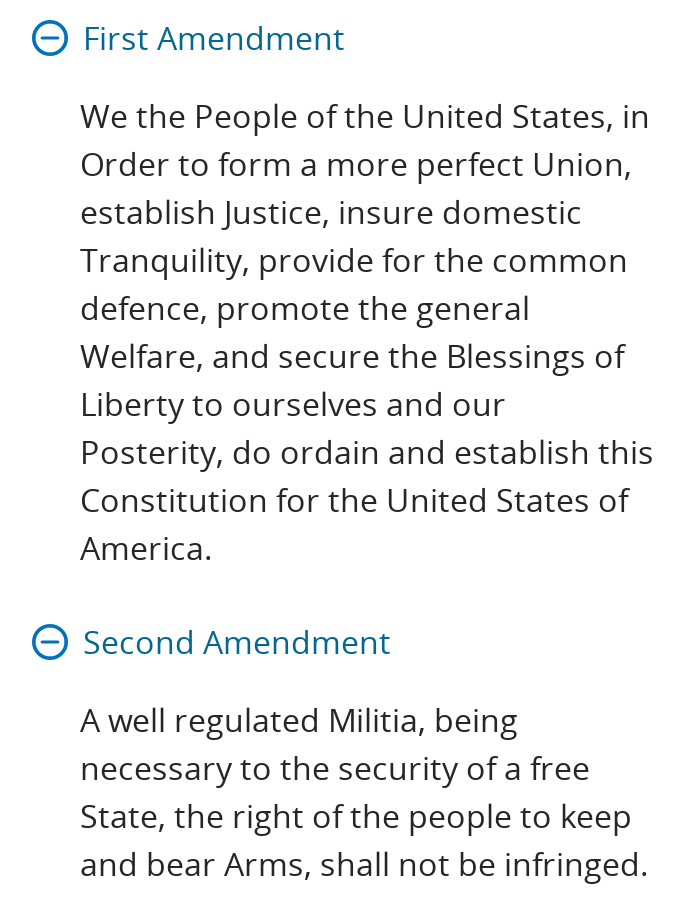 First Amendment
We the People of the United States, in
Order to form a more perfect Union,
establish Justice, insure domestic
Tranquility, provide for the common
defence, promote the general
Welfare, and secure the Blessings of
Liberty to ourselves and our
Posterity, do ordain and establish this
Constitution for the United States of
America.
Second Amendment
A well regulated Militia, being
necessary to the security of a free
State, the right of the people to keep
and bear Arms, shall not be infringed.